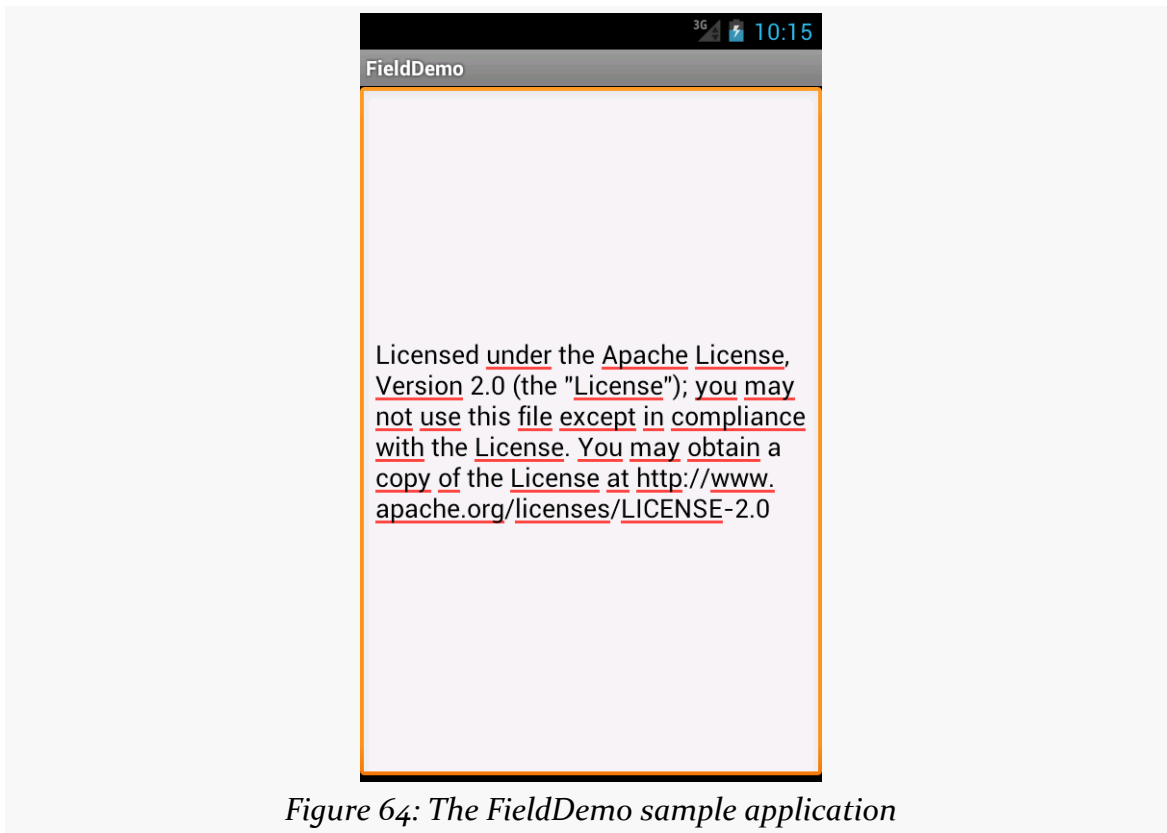 3G 10:15
FieldDemo
Licensed under the Apache License,
Version 2.0 (the "License"); you may
not use this file except in compliance
with the License. You may obtain a
copy of the License at http://www.
apache.org/licenses/LICENSE-2.0
Figure 64: The FieldDemo sample application